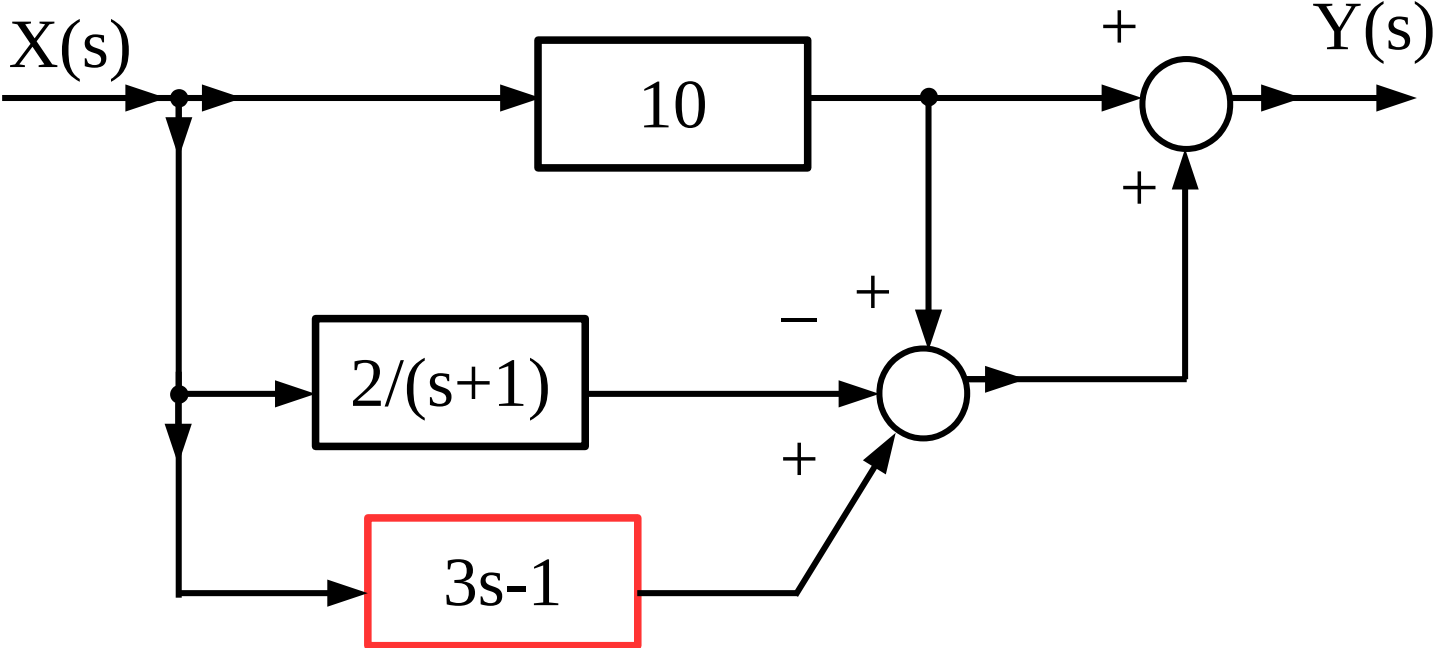 X(s)
10
+
Y(s)
+
+
−
2/(s+1)
+
3s-1